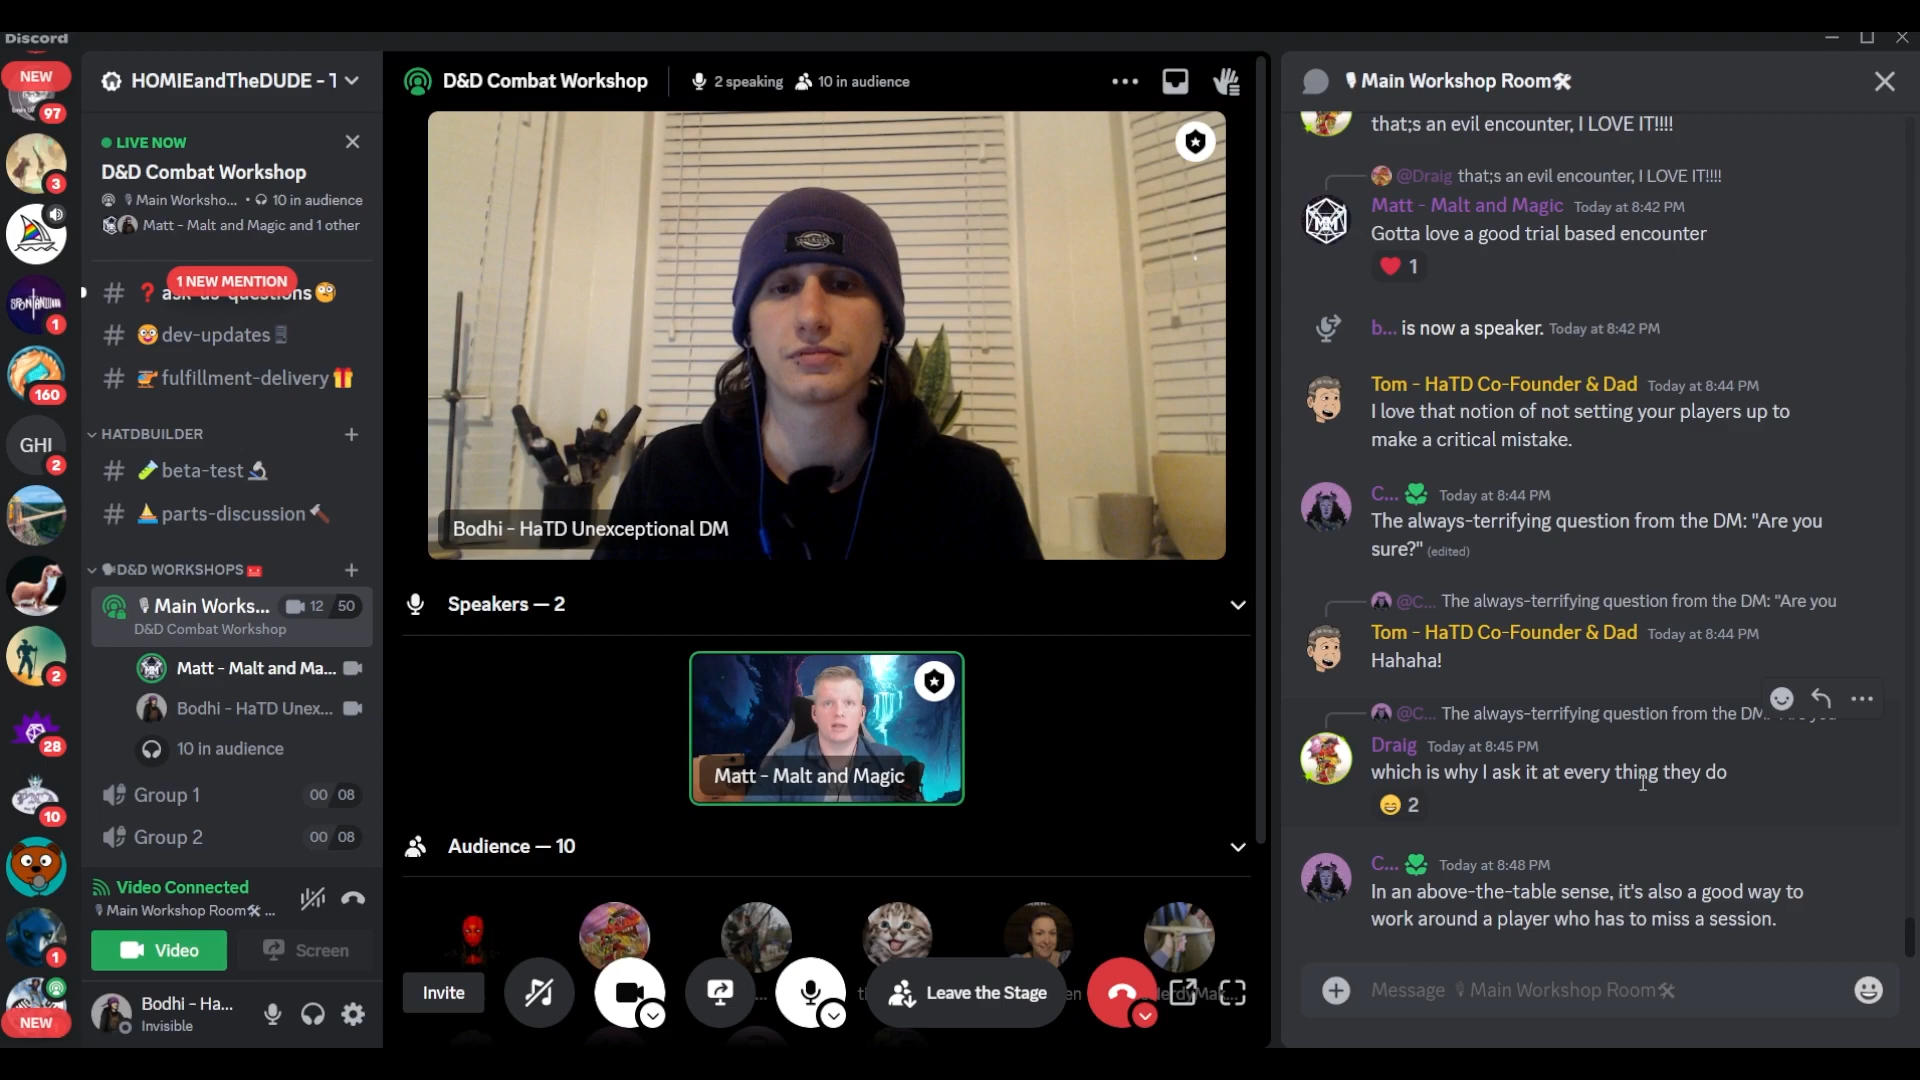 Discord
NEW
97
3
1
160
GHI
2
2
28
10
1
NEW
HOMIEandTheDUDE - T
LIVE NOW
D&D Combat Workshop
Main Worksho... • 10 in audience
Matt - Malt and Magic and 1 other
1 NEW MENTION
dev-updates
fulfillment-delivery
HATDBUILDER
beta-test
parts-discussion
D&D WORKSHOPS
Main Works... 12 50
D&D Combat Workshop
Matt - Malt and Ma...
Bodhi - HaTD Unex...
10 in audience
Group 1 00 08
Group 2 00 08
Video Connected
Main Workshop Room ...
Video
Screen
Bodhi - Ha...
Invisible
D&D Combat Workshop
2 speaking 10 in audience
Bodhi - HaTD Unexceptional DM
Speakers — 2
Matt - Malt and Magic
Audience — 10
Invite
Leave the Stage
Main Workshop Room
that;s an evil encounter, I LOVE IT!!!!
@Draig that;s an evil encounter, I LOVE IT!!!!
Matt - Malt and Magic Today at 8:42 PM
Gotta love a good trial based encounter
1
b... is now a speaker. Today at 8:42 PM
Tom - HaTD Co-Founder & Dad Today at 8:44 PM
I love that notion of not setting your players up to
make a critical mistake.
C... Today at 8:44 PM
The always-terrifying question from the DM: "Are you
sure?" (edited)
@C... The always-terrifying question from the DM: "Are you
Tom - HaTD Co-Founder & Dad Today at 8:44 PM
Hahaha!
@C... The always-terrifying question from the DM
Draig Today at 8:45 PM
which is why I ask it at every thing they do
2
C... Today at 8:48 PM
In an above-the-table sense, it's also a good way to
work around a player who has to miss a session.
Message Main Workshop Room